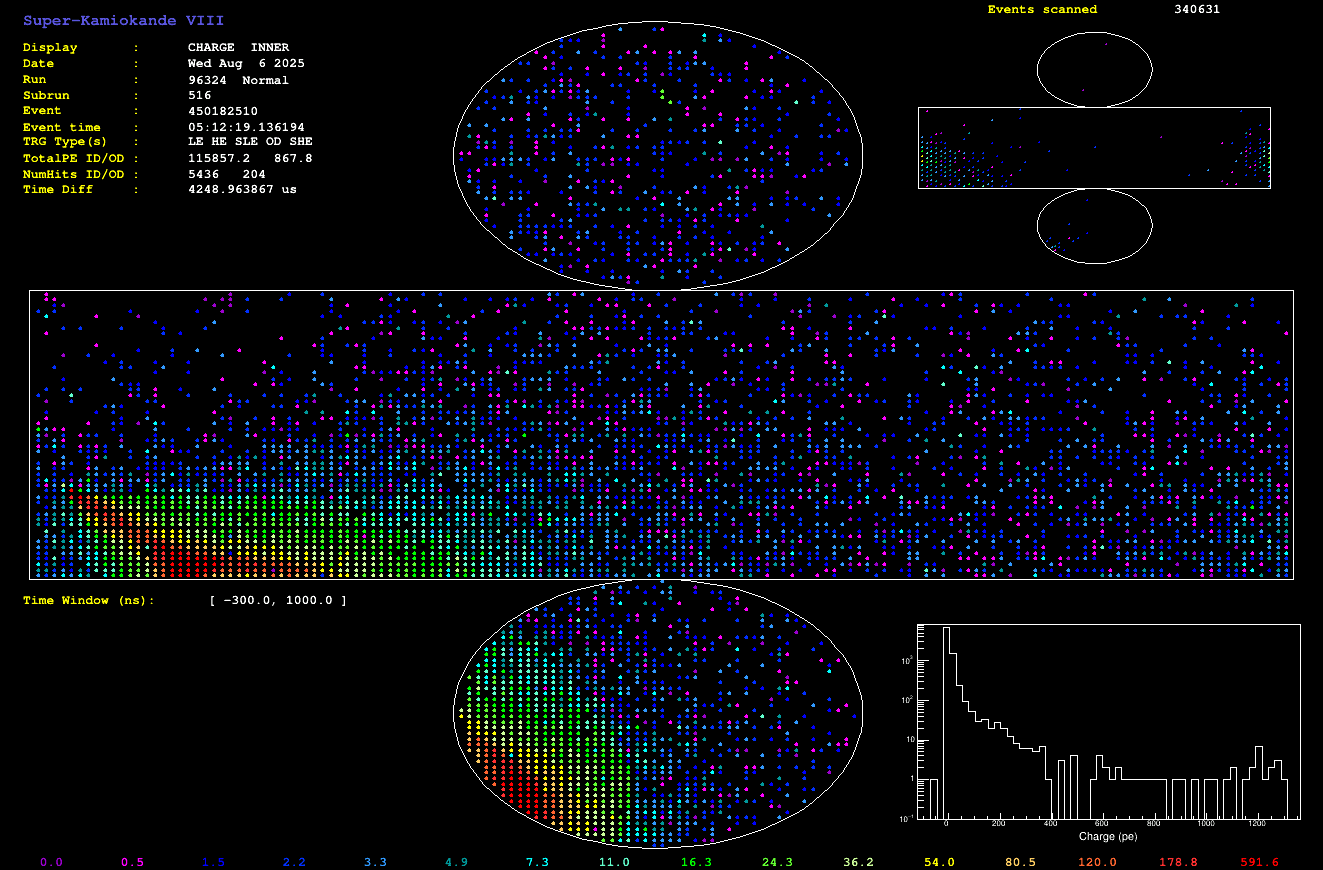 Super-Kamiokande VIII
Events scanned 340631
Display : CHARGE INNER
Date : Wed Aug 6 2025
Run : 96324 Normal
Subrun : 516
Event : 450182510
Event time : 05:12:19.136194
TRG Type(s) : LE HE SLE OD SHE
TotalPE ID/OD : 115857.2 867.8
NumHits ID/OD : 5436 204
Time Diff : 4248.963867 us
Time Window (ns): [ -300.0, 1000.0 ]
10³
10²
10
1
10⁻¹
0 200 400 600 800 1000 1200
Charge (pe)
0.0 0.5 1.5 2.2 3.3 4.9 7.3 11.0 16.3 24.3 36.2 54.0 80.5 120.0 178.8 591.6